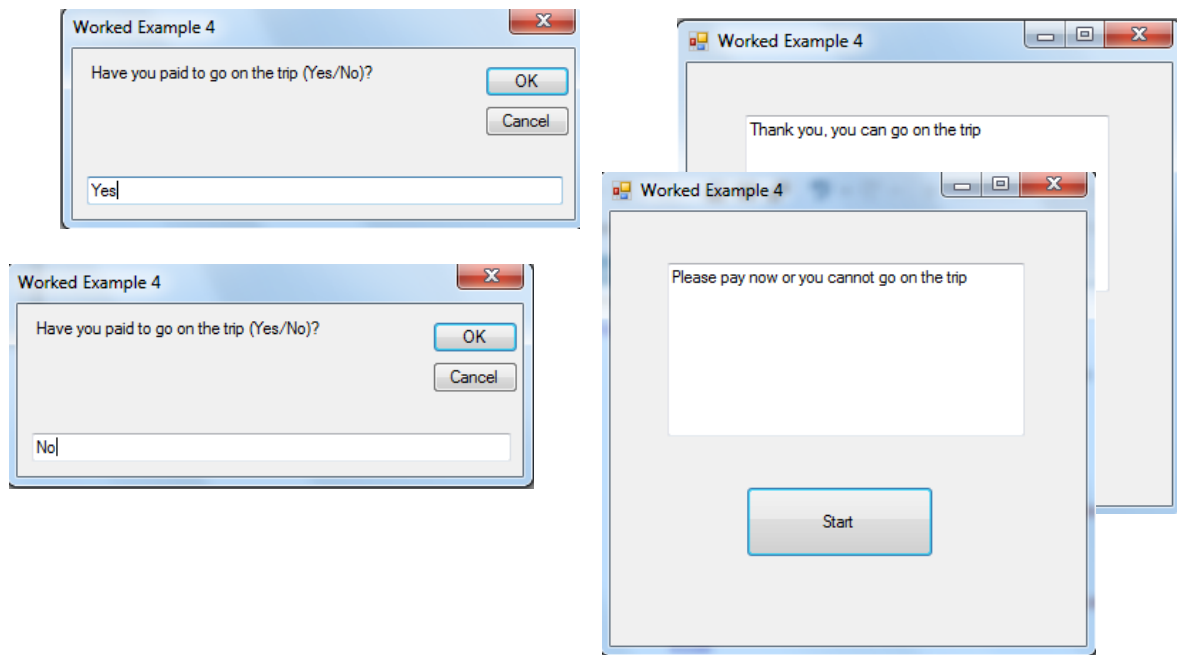 Worked Example 4
Have you paid to go on the trip (Yes/No)?
OK
Cancel
Yes
Worked Example 4
Thank you, you can go on the trip
Worked Example 4
Have you paid to go on the trip (Yes/No)?
OK
Cancel
No
Worked Example 4
Please pay now or you cannot go on the trip
Start